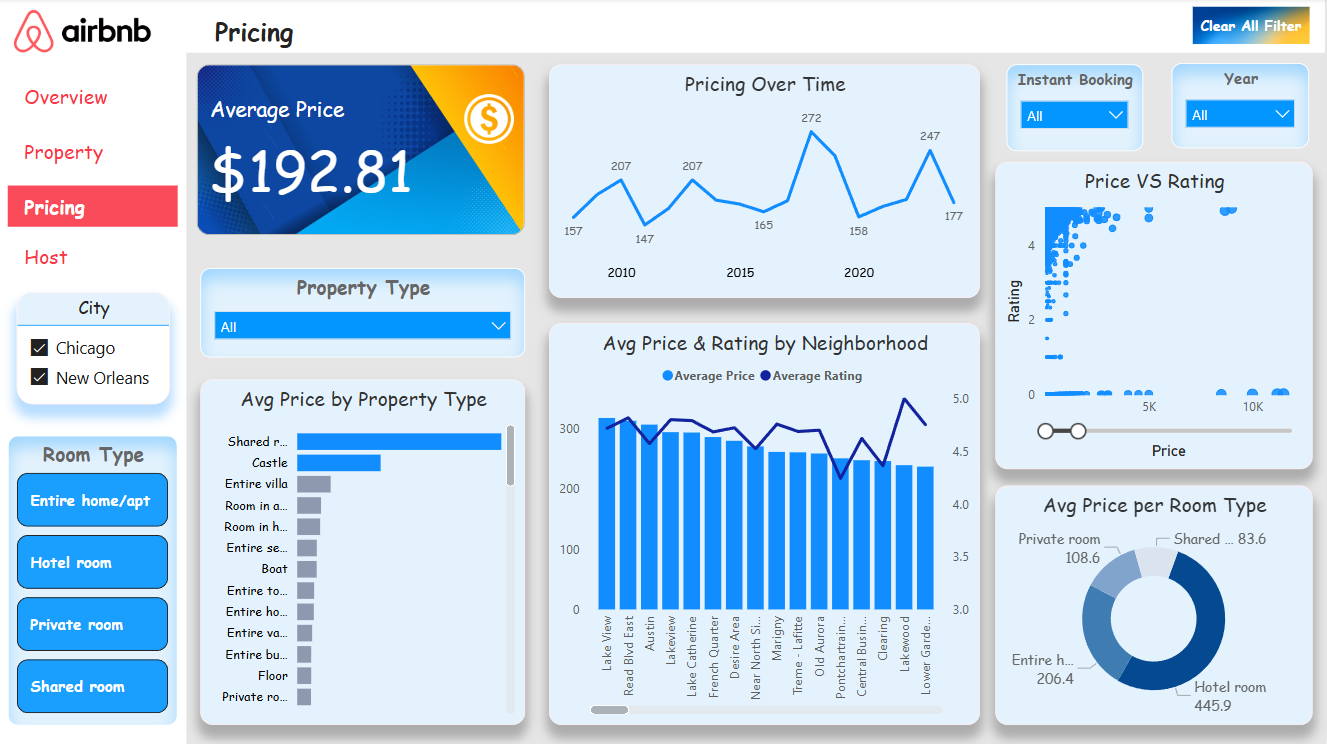 airbnb
Pricing
Clear All Filter
Overview
Property
Pricing
Host
City
Chicago
New Orleans
Room Type
Entire home/apt
Hotel room
Private room
Shared room
Average Price
$
$192.81
Property Type
All
Avg Price by Property Type
Shared r...
Castle
Entire villa
Room in a...
Room in h...
Entire se...
Boat
Entire to...
Entire ho...
Entire va...
Entire bu...
Floor
Private ro...
Pricing Over Time
272
247
207
207
157
147
165
158
177
2010
2015
2020
Avg Price & Rating by Neighborhood
Average Price
Average Rating
300
200
100
0
5.0
4.5
4.0
3.5
3.0
Lake View
Read Blvd East
Austin
Lakeview
Lake Catherine
French Quarter
Desire Area
Near North Si...
Marigny
Treme - Lafitte
Old Aurora
Pontchartrain...
Central Busin...
Clearing
Lakewood
Lower Garde...
Instant Booking
All
Year
All
Price VS Rating
Rating
4
2
0
5K
10K
Price
Avg Price per Room Type
Private room
108.6
Shared ... 83.6
Entire h...
206.4
Hotel room
445.9